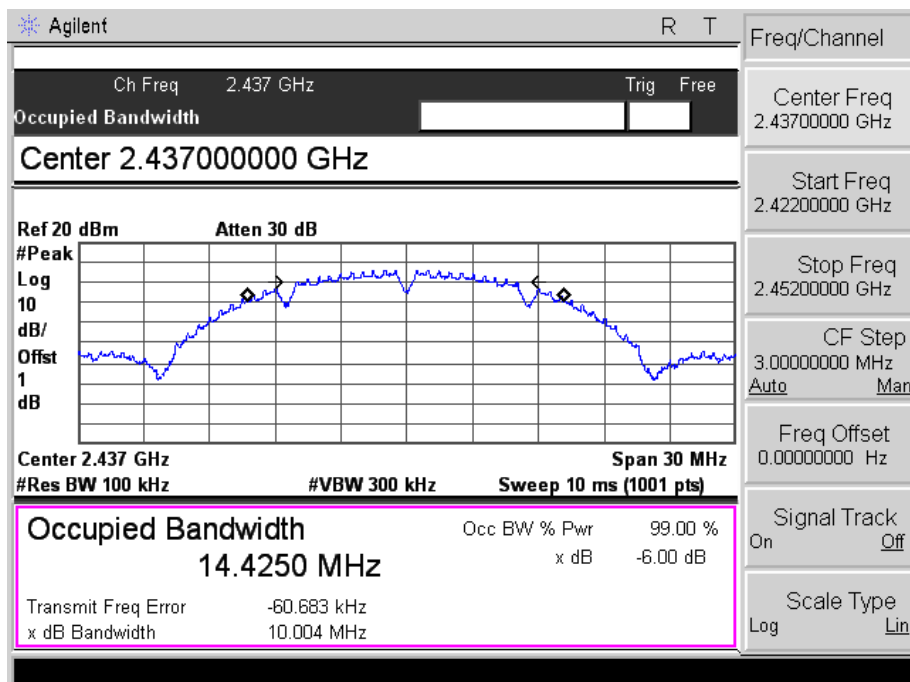 Agilent R T
Ch Freq 2.437 GHz Trig Free
Occupied Bandwidth
Center 2.437000000 GHz
Ref 20 dBm Atten 30 dB
#Peak
Log
10
dB/
Offst
1
dB
Center 2.437 GHz Span 30 MHz
#Res BW 100 kHz #VBW 300 kHz Sweep 10 ms (1001 pts)
Occupied Bandwidth
14.4250 MHz
Occ BW % Pwr 99.00 %
x dB -6.00 dB
Transmit Freq Error -60.683 kHz
x dB Bandwidth 10.004 MHz
Freq/Channel
Center Freq
2.43700000 GHz
Start Freq
2.42200000 GHz
Stop Freq
2.45200000 GHz
CF Step
3.00000000 MHz
Auto Man
Freq Offset
0.00000000 Hz
Signal Track
On Off
Scale Type
Log Lin